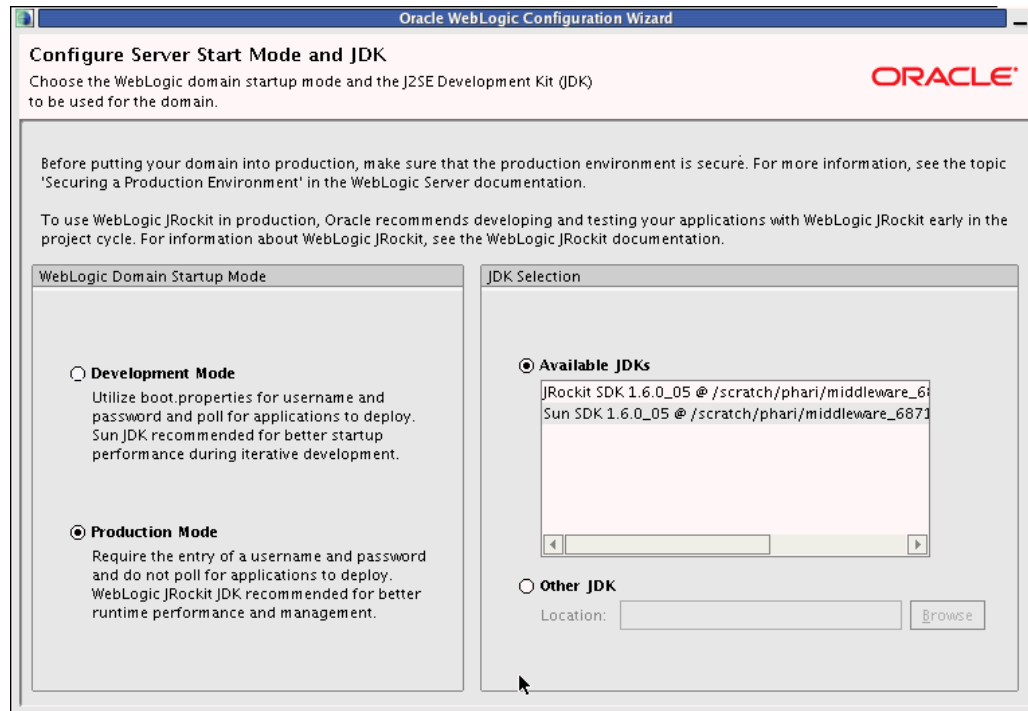 Oracle WebLogic Configuration Wizard
Configure Server Start Mode and JDK
Choose the WebLogic domain startup mode and the J2SE Development Kit (JDK)
to be used for the domain.
ORACLE
Before putting your domain into production, make sure that the production environment is secure. For more information, see the topic
'Securing a Production Environment' in the WebLogic Server documentation.
To use WebLogic JRockit in production, Oracle recommends developing and testing your applications with WebLogic JRockit early in the
project cycle. For information about WebLogic JRockit, see the WebLogic JRockit documentation.
WebLogic Domain Startup Mode
Development Mode
Utilize boot.properties for username and
password and poll for applications to deploy.
Sun JDK recommended for better startup
performance during iterative development.
Production Mode
Require the entry of a username and password
and do not poll for applications to deploy.
WebLogic JRockit JDK recommended for better
runtime performance and management.
JDK Selection
Available JDKs
JRockit SDK 1.6.0_05 @ /scratch/phari/middleware_6
Sun SDK 1.6.0_05 @ /scratch/phari/middleware_6871
Other JDK
Location:
Browse